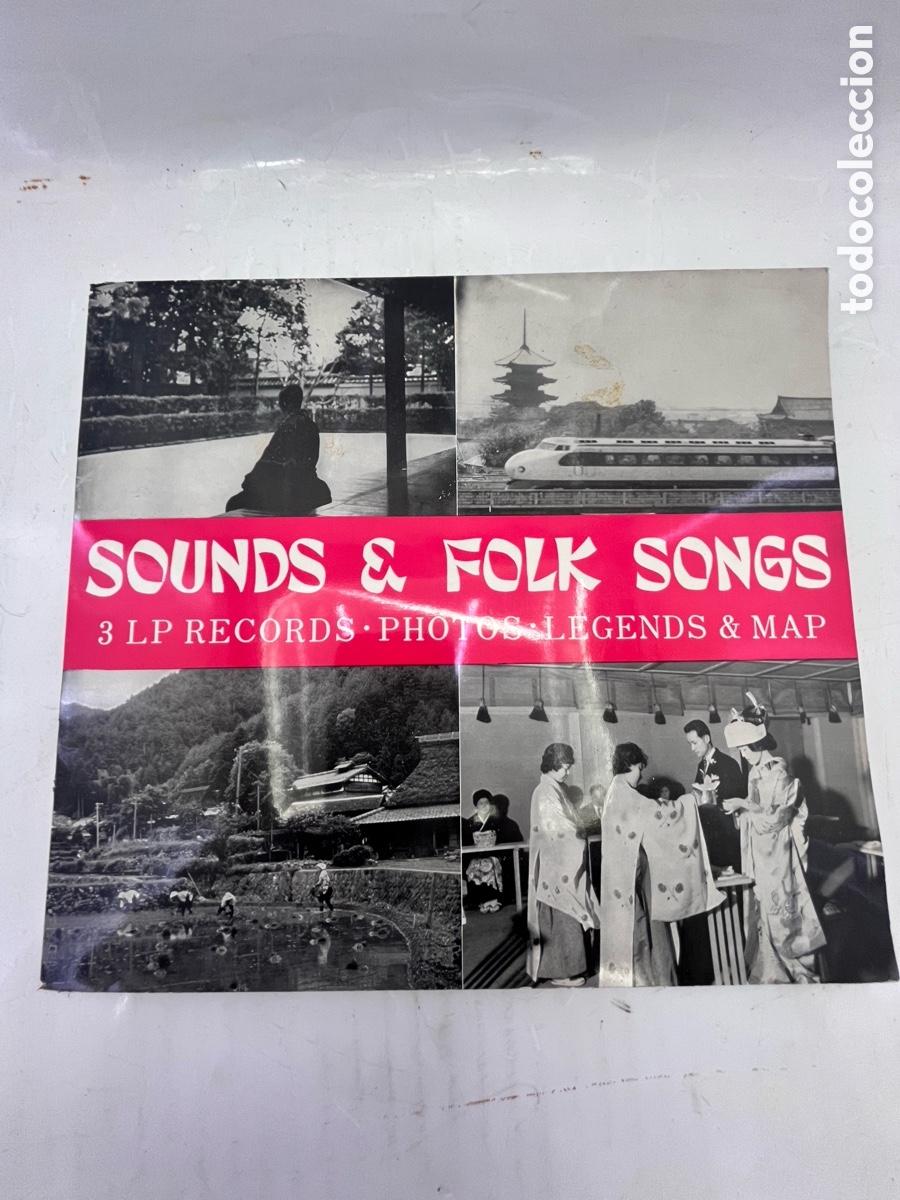 todocoleccion
SOUNDS & FOLK SONGS
3 LP RECORDS · PHOTOS · LEGENDS & MAP